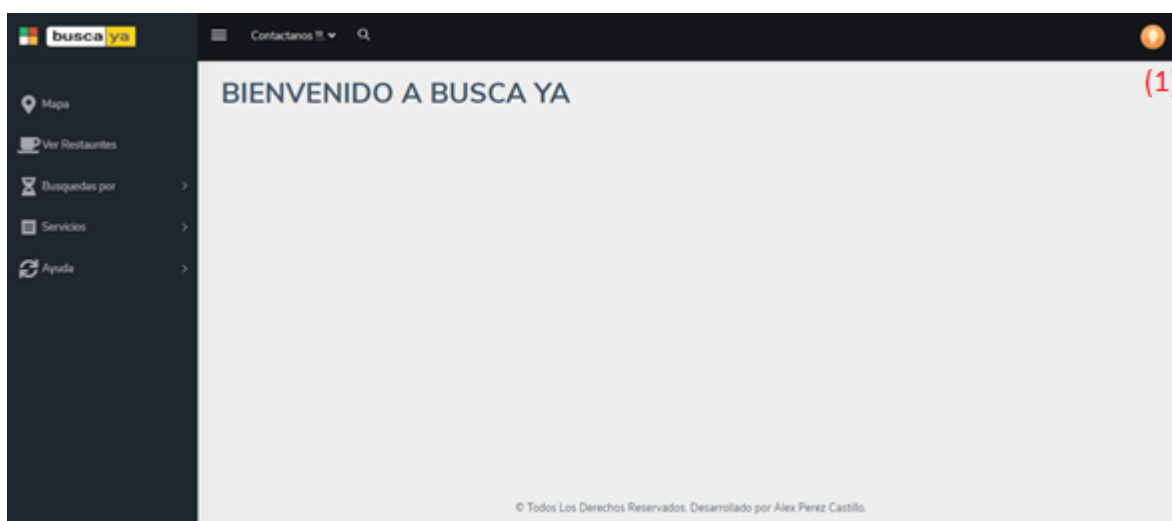 busca ya
Contactanos !!!
(1)
BIENVENIDO A BUSCA YA
Mapa
Ver Restauntes
Busquedas por
Servicios
Ayuda
© Todos Los Derechos Reservados. Desarrollado por Alex Perez Castillo.